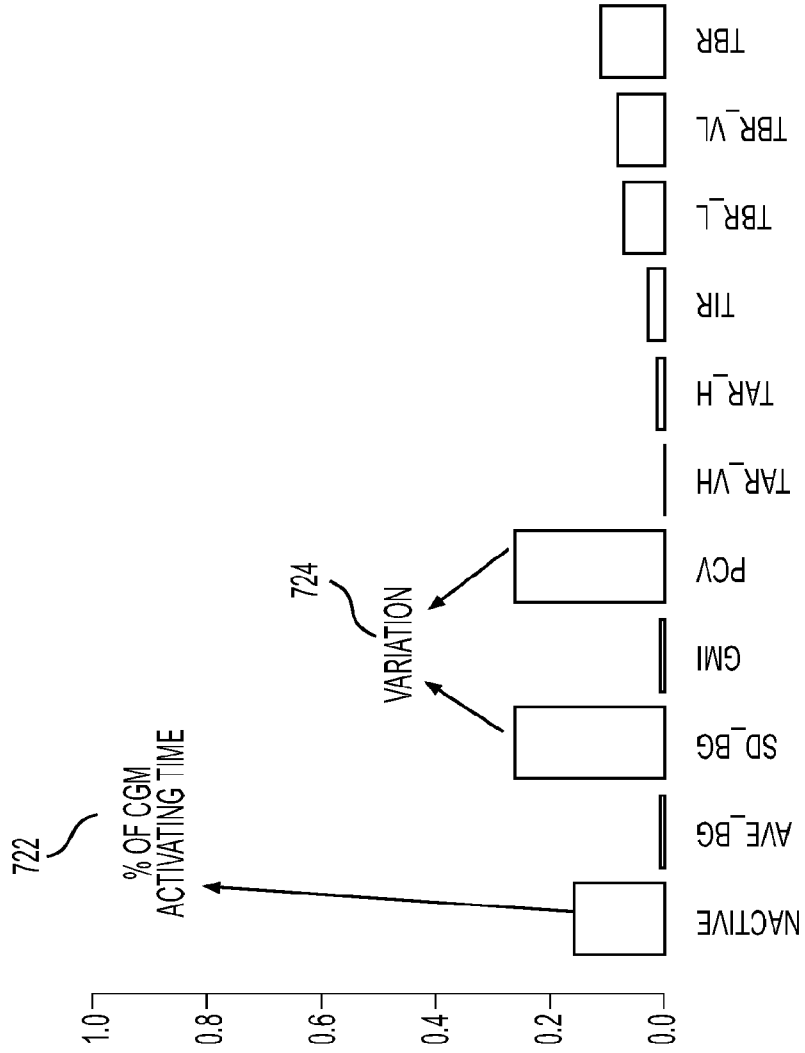 722
% OF CGM
ACTIVATING TIME
724
VARIATION
1.0
0.8
0.6
0.4
0.2
0.0
NACTIVE
AVE_BG
SD_BG
GMI
PCV
TAR_VH
TAR_H
TIR
TBR_L
TBR_VL
TBR